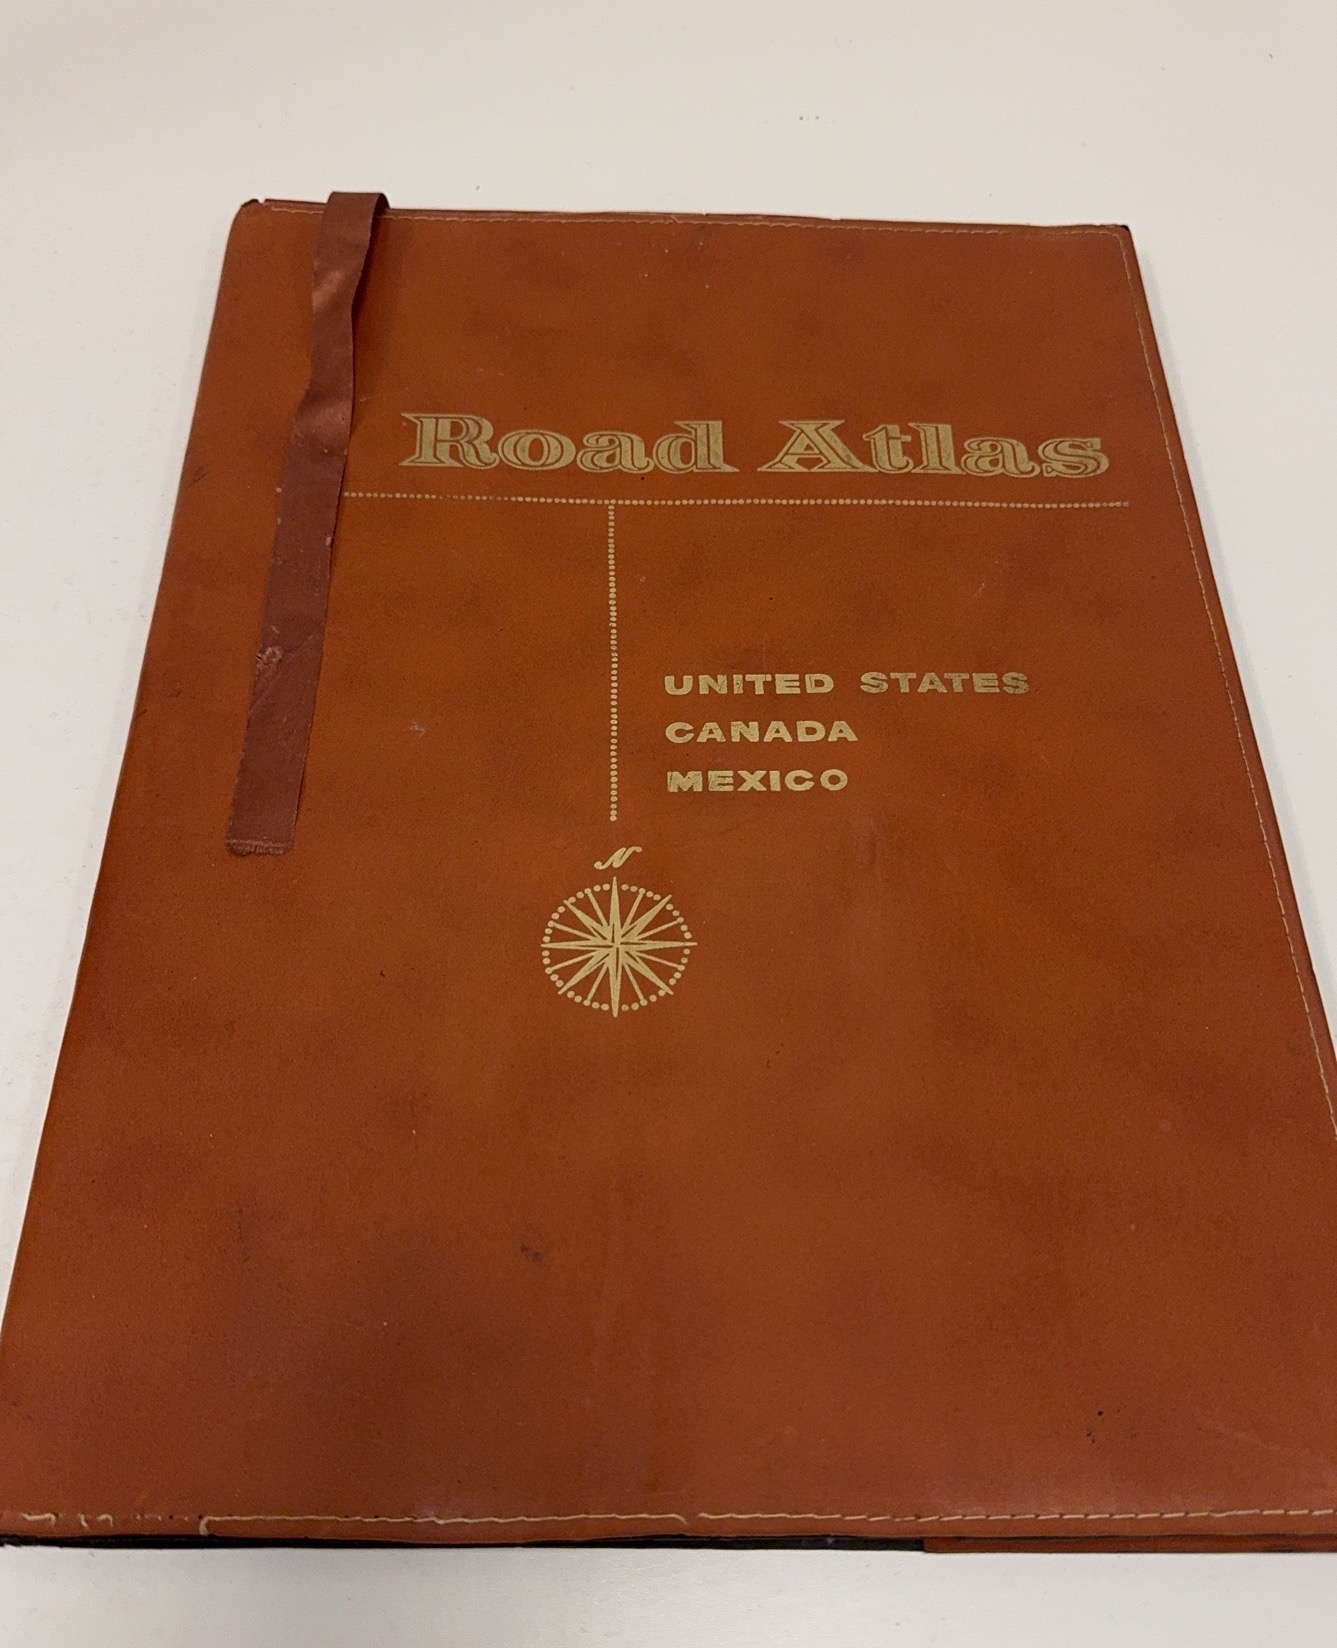 Road Atlas
UNITED STATES
CANADA
MEXICO
N